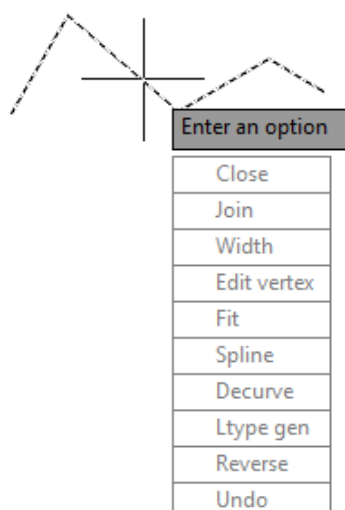 Enter an option
Close
Join
Width
Edit vertex
Fit
Spline
Decurve
Ltype gen
Reverse
Undo